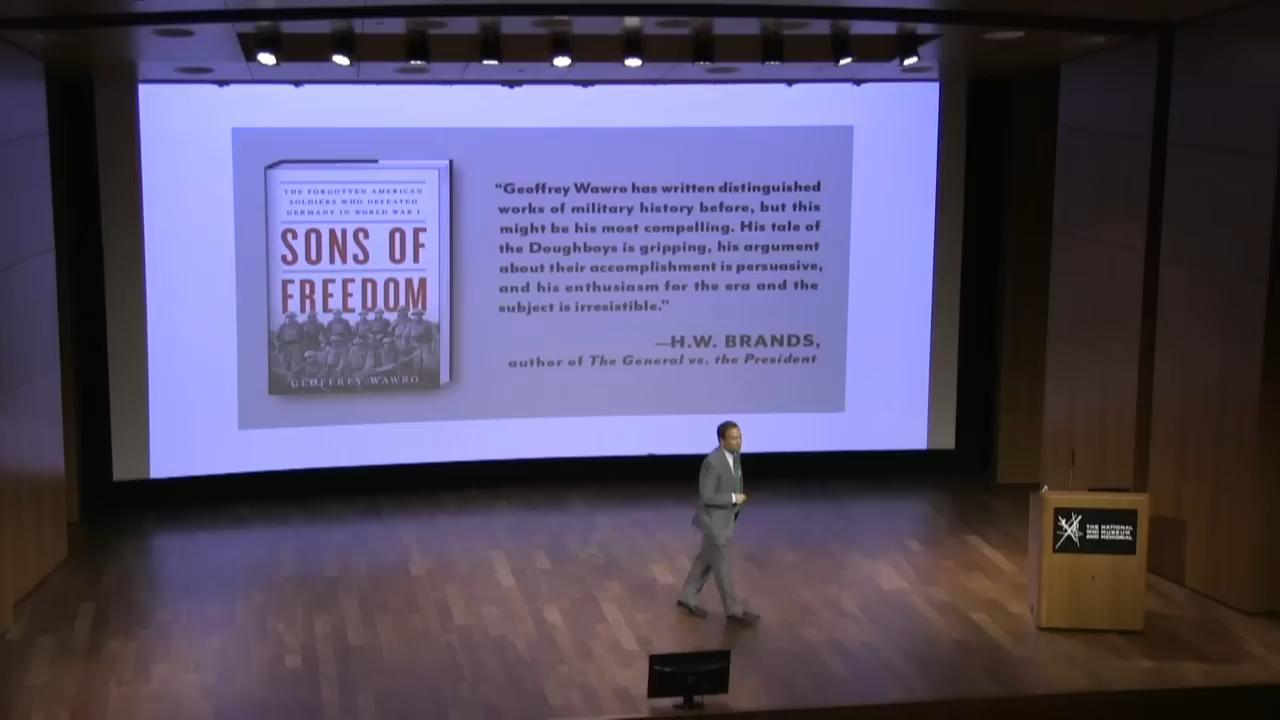 THE FORGOTTEN AMERICAN
SOLDIERS WHO DEFEATED
GERMANY IN WORLD WAR I
SONS OF
FREEDOM
GEOFFREY WAWRO
“Geoffrey Wawro has written distinguished
works of military history before, but this
might be his most compelling. His tale of
the Doughboys is gripping, his argument
about their accomplishment is persuasive,
and his enthusiasm for the era and the
subject is irresistible.”
—H.W. BRANDS,
author of The General vs. the President
THE NATIONAL
WWI MUSEUM
AND MEMORIAL